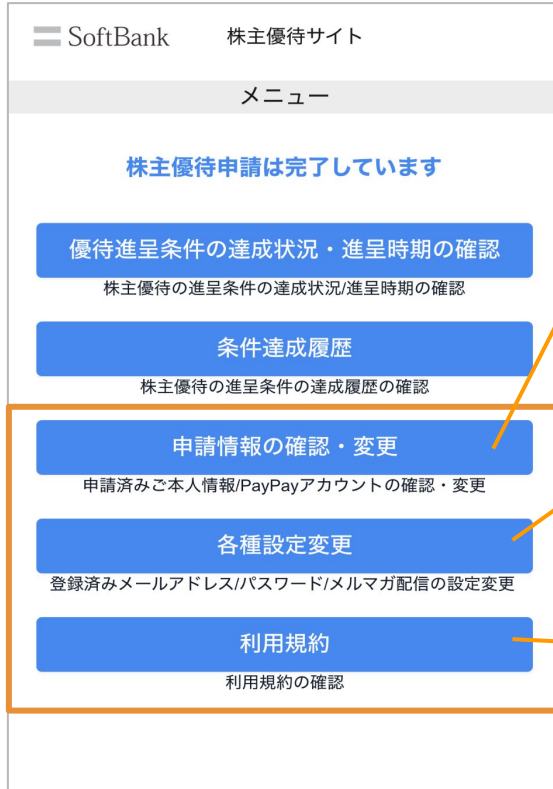 SoftBank 株主優待サイト
メニュー
株主優待申請は完了しています
優待進呈条件の達成状況・進呈時期の確認
株主優待の進呈条件の達成状況/進呈時期の確認
条件達成履歴
株主優待の進呈条件の達成履歴の確認
申請情報の確認・変更
申請済みご本人情報/PayPayアカウントの確認・変更
各種設定変更
登録済みメールアドレス/パスワード/メルマガ配信の設定変更
利用規約
利用規約の確認